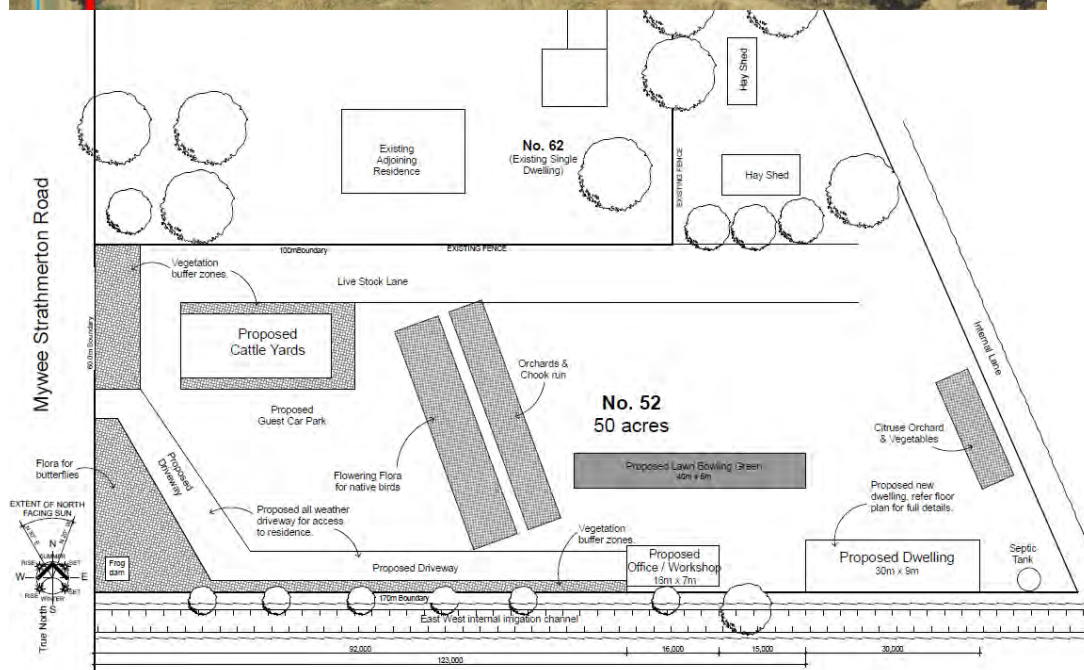 Hay Shed
Existing
Adjoining
Residence
No. 62
(Existing Single
Dwelling)
EXISTING FENCE
Hay Shed
Mywee Strathmerton Road
100mBoundary
EXISTING FENCE
Vegetation
buffer zones.
Live Stock Lane
60.0m Boundary
Proposed
Cattle Yards
Internal Lane
Orchards &
Chook run
Proposed
Guest Car Park
No. 52
50 acres
Citruse Orchard
& Vegetables
Flora for
butterflies
Proposed
Driveway
Flowering Flora
for native birds
Proposed Lawn Bowling Green
40m x 6m
Proposed new
dwelling, refer floor
plan for full details.
EXTENT OF NORTH
FACING SUN
N 30° E
N 20° W
N
SUMMER
RISE
SET
W
E
RISE
SET
WINTER
S
True North
Proposed all weather
driveway for access
to residence.
Vegetation
buffer zones.
Frog
dam
Proposed Driveway
Proposed
Office / Workshop
16m x 7m
Proposed Dwelling
30m x 9m
Septic
Tank
170m Boundary
East West internal irrigation channel
92,000
16,000
15,000
30,000
123,000